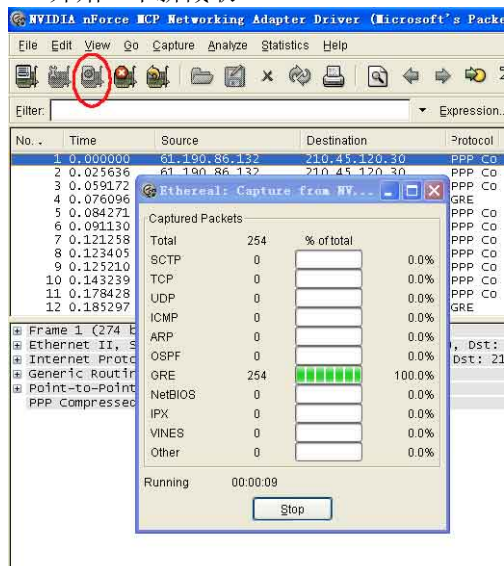 NVIDIA nForce MCP Networking Adapter Driver (Microsoft's Packe
File Edit View Go Capture Analyze Statistics Help
Filter: Expression..
No. . Time Source Destination Protocol
1 0.000000 61.190.86.132 210.45.120.30 PPP Co
2 0.025636 61.190.86.132 210.45.120.30 PPP Co
3 0.059172 PPP Co
4 0.076096 GRE
5 0.084271 PPP Co
6 0.091130 PPP Co
7 0.121258 PPP Co
8 0.123405 PPP Co
9 0.125210 PPP Co
10 0.143239 PPP Co
11 0.178428 PPP Co
12 0.185297 GRE
Ethereal: Capture from NV...
Captured Packets
Total 254 % of total
SCTP 0 0.0%
TCP 0 0.0%
UDP 0 0.0%
ICMP 0 0.0%
ARP 0 0.0%
OSPF 0 0.0%
GRE 254 100.0%
NetBIOS 0 0.0%
IPX 0 0.0%
VINES 0 0.0%
Other 0 0.0%
Running 00:00:09
Stop
Frame 1 (274 b
Ethernet II, S ), Dst:
Internet Proto Dst: 21
Generic Routin
Point-to-Point
PPP Compressed